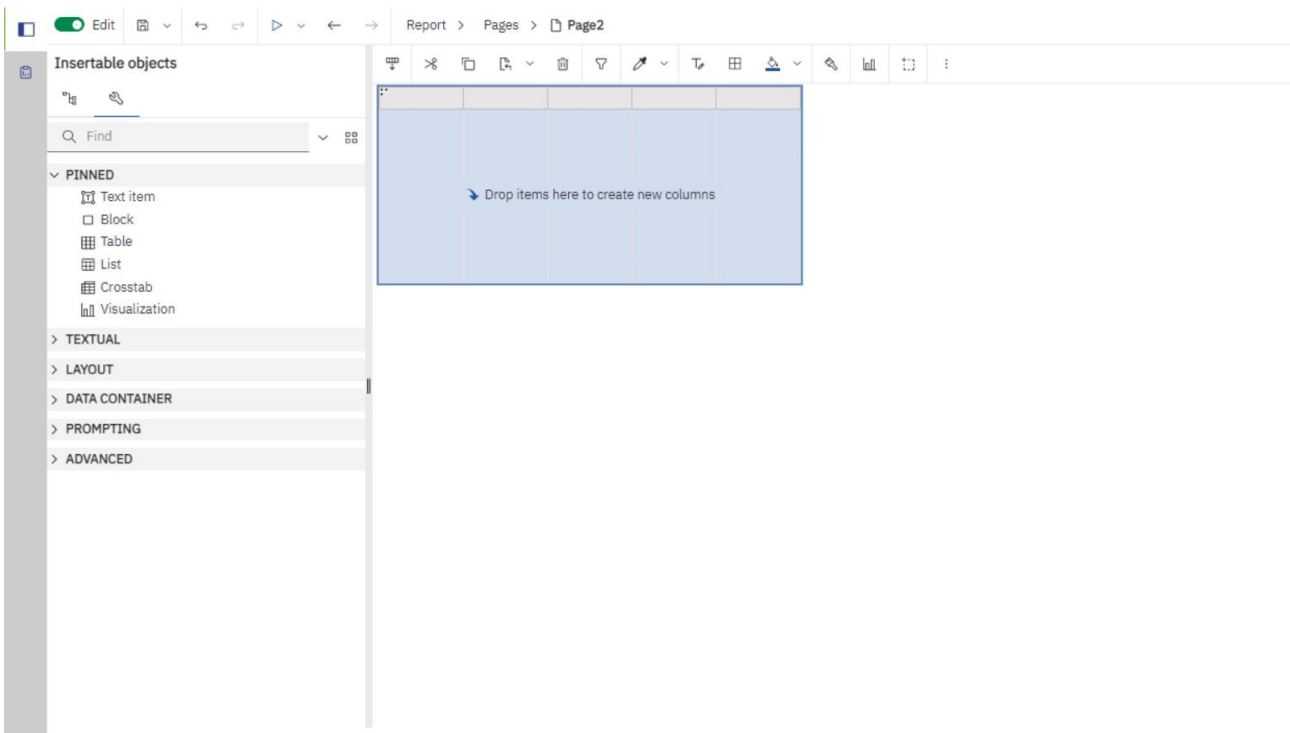 Edit
Report > Pages > Page2
Insertable objects
Find
PINNED
Text item
Block
Table
List
Crosstab
Visualization
TEXTUAL
LAYOUT
DATA CONTAINER
PROMPTING
ADVANCED
Drop items here to create new columns